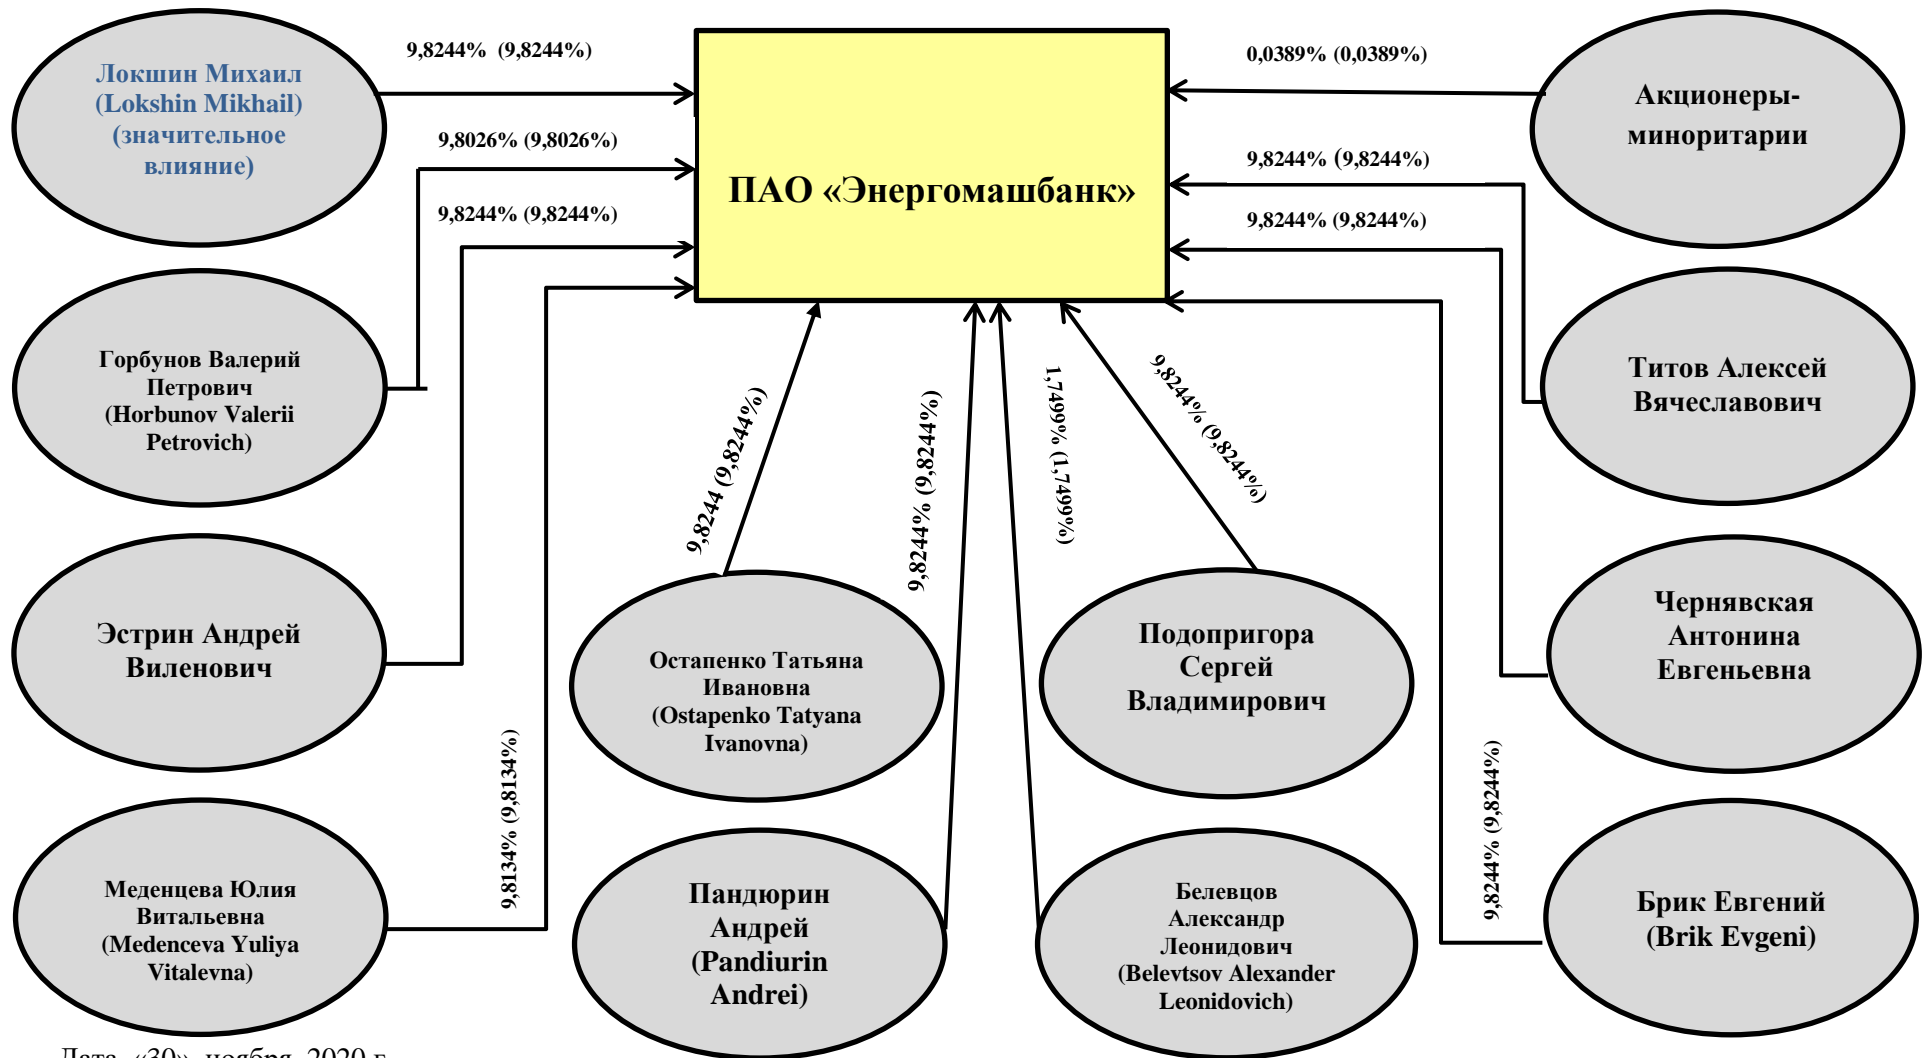 9,8244%  (9,8244%)
0,0389% (0,0389%)
Локшин Михаил
(Lokshin Mikhail)
(значительное
влияние)
Акционеры-
миноритарии
9,8026% (9,8026%)
9,8244% (9,8244%)
ПАО «Энергомашбанк»
9,8244% (9,8244%)
9,8244% (9,8244%)
Горбунов Валерий
Петрович
(Horbunov Valerii
Petrovich)
9,8244 (9,8244%)
9,8244% (9,8244%)
1,7499% (1,7499%)
9,8244% (9,8244%)
Титов Алексей
Вячеславович
Эстрин Андрей
Виленович
Остапенко Татьяна
Ивановна
(Ostapenko Tatyana
Ivanovna)
Подопригора
Сергей
Владимирович
Чернявская
Антонина
Евгеньевна
9,8134% (9,8134%)
9,8244% (9,8244%)
Меденцева Юлия
Витальевна
(Medenceva Yuliya
Vitalevna)
Пандюрин
Андрей
(Pandiurin
Andrei)
Белевцов
Александр
Леонидович
(Belevtsov Alexander
Leonidovich)
Брик Евгений
(Brik Evgeni)
Дата «30» ноября 2020 г.